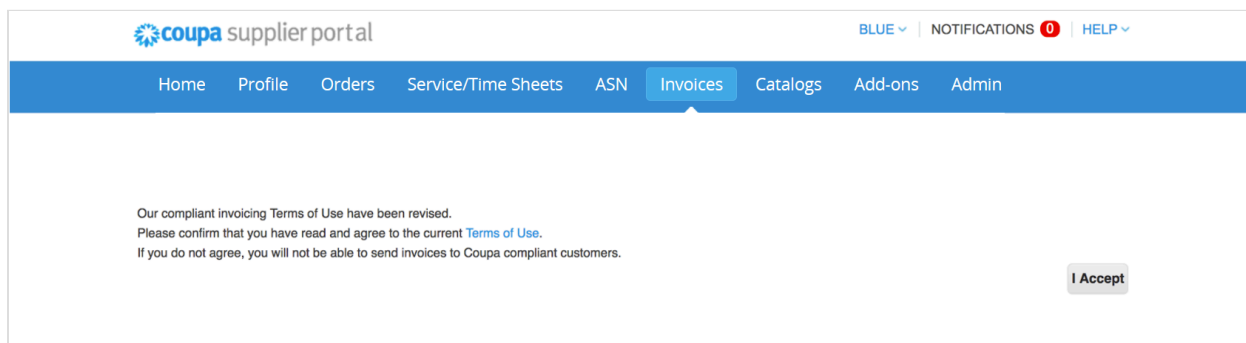 coupa supplier portal
BLUE NOTIFICATIONS 0 HELP
Home Profile Orders Service/Time Sheets ASN Invoices Catalogs Add-ons Admin
Our compliant invoicing Terms of Use have been revised.
Please confirm that you have read and agree to the current Terms of Use.
If you do not agree, you will not be able to send invoices to Coupa compliant customers.
I Accept